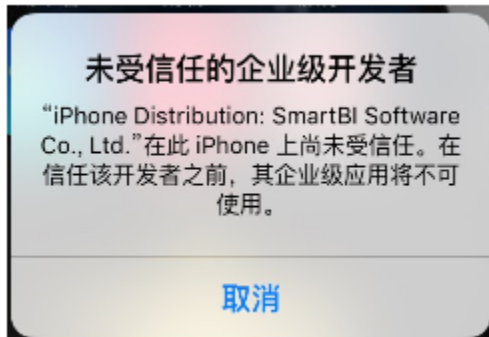 未受信任的企业级开发者
“iPhone Distribution: SmartBI Software
Co., Ltd.”在此 iPhone 上尚未受信任。在
信任该开发者之前，其企业级应用将不可
使用。
取消